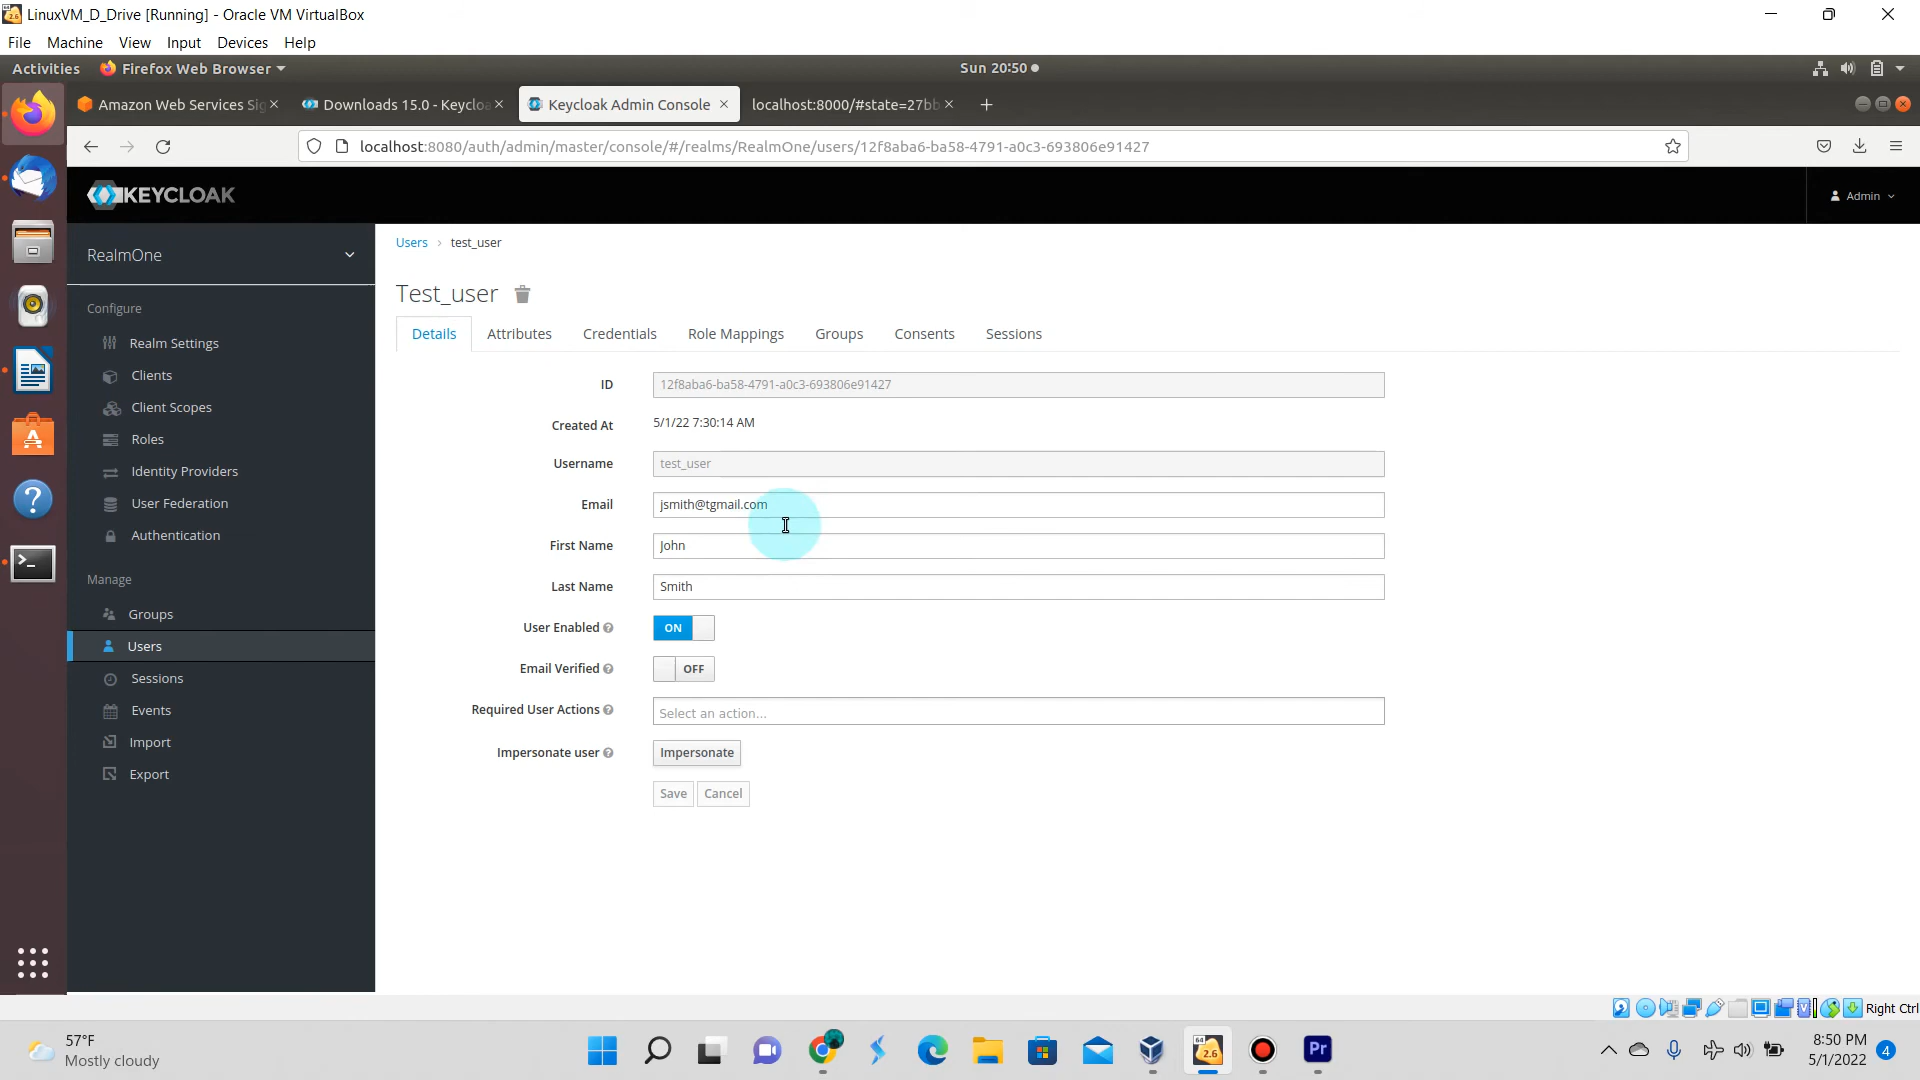 LinuxVM_D_Drive [Running] - Oracle VM VirtualBox
File Machine View Input Devices Help
Activities Firefox Web Browser Sun 20:50
Amazon Web Services Sig Downloads 15.0 - Keycloa Keycloak Admin Console localhost:8000/#state=27bb
localhost:8080/auth/admin/master/console/#/realms/RealmOne/users/12f8aba6-ba58-4791-a0c3-693806e91427
KEYCLOAK Admin
RealmOne
Configure
Realm Settings
Clients
Client Scopes
Roles
Identity Providers
User Federation
Authentication
Manage
Groups
Users
Sessions
Events
Import
Export
Users › test_user
Test_user
Details Attributes Credentials Role Mappings Groups Consents Sessions
ID 12f8aba6-ba58-4791-a0c3-693806e91427
Created At 5/1/22 7:30:14 AM
Username test_user
Email jsmith@tgmail.com
First Name John
Last Name Smith
User Enabled ON
Email Verified OFF
Required User Actions Select an action...
Impersonate user Impersonate
Save Cancel
Right Ctrl
57°F
Mostly cloudy
64
2.6
Pr
8:50 PM
5/1/2022
4